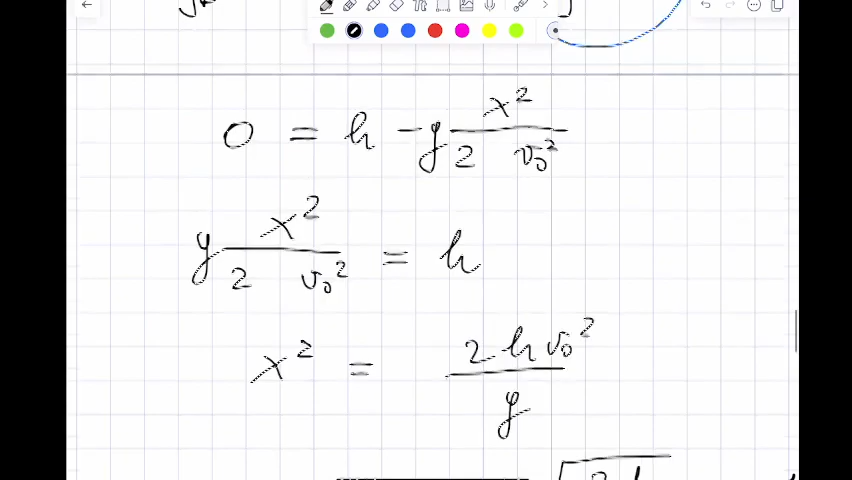 0 = h - g x² / 2 v₀²
g x² / 2 v₀² = h
x² = 2 h v₀² / g